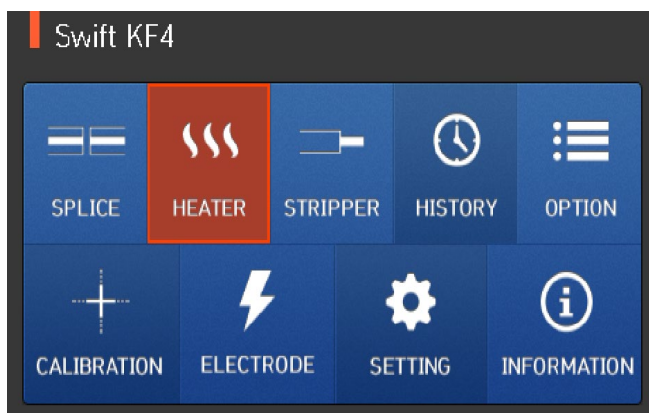 Swift KF4
SPLICE HEATER STRIPPER HISTORY OPTION
CALIBRATION ELECTRODE SETTING INFORMATION